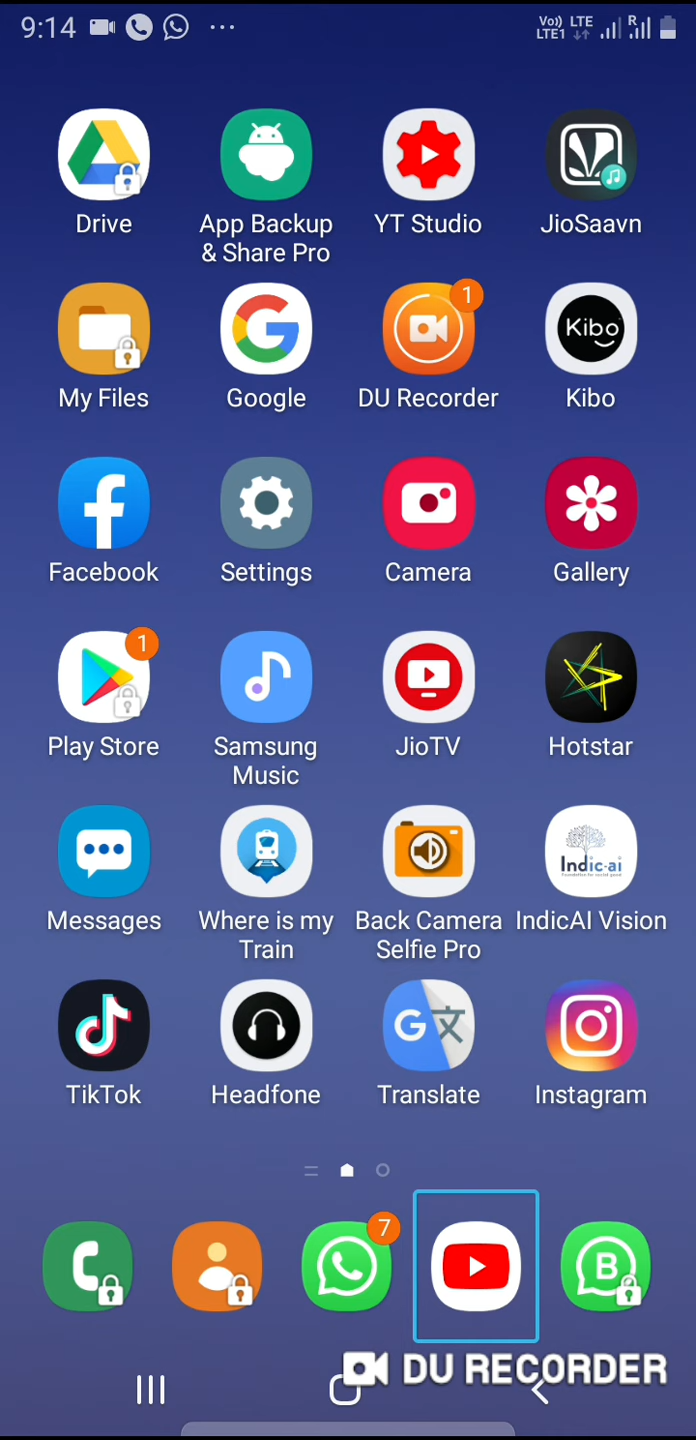 9:14
Vo)) LTE
LTE1
R
Drive
App Backup
& Share Pro
YT Studio
JioSaavn
1
Kibo
My Files
Google
DU Recorder
Kibo
Facebook
Settings
Camera
Gallery
1
Play Store
Samsung
Music
JioTV
Hotstar
Indic-ai
Messages
Where is my
Train
Back Camera
Selfie Pro
IndicAI Vision
G 文
TikTok
Headfone
Translate
Instagram
7
B
DU RECORDER